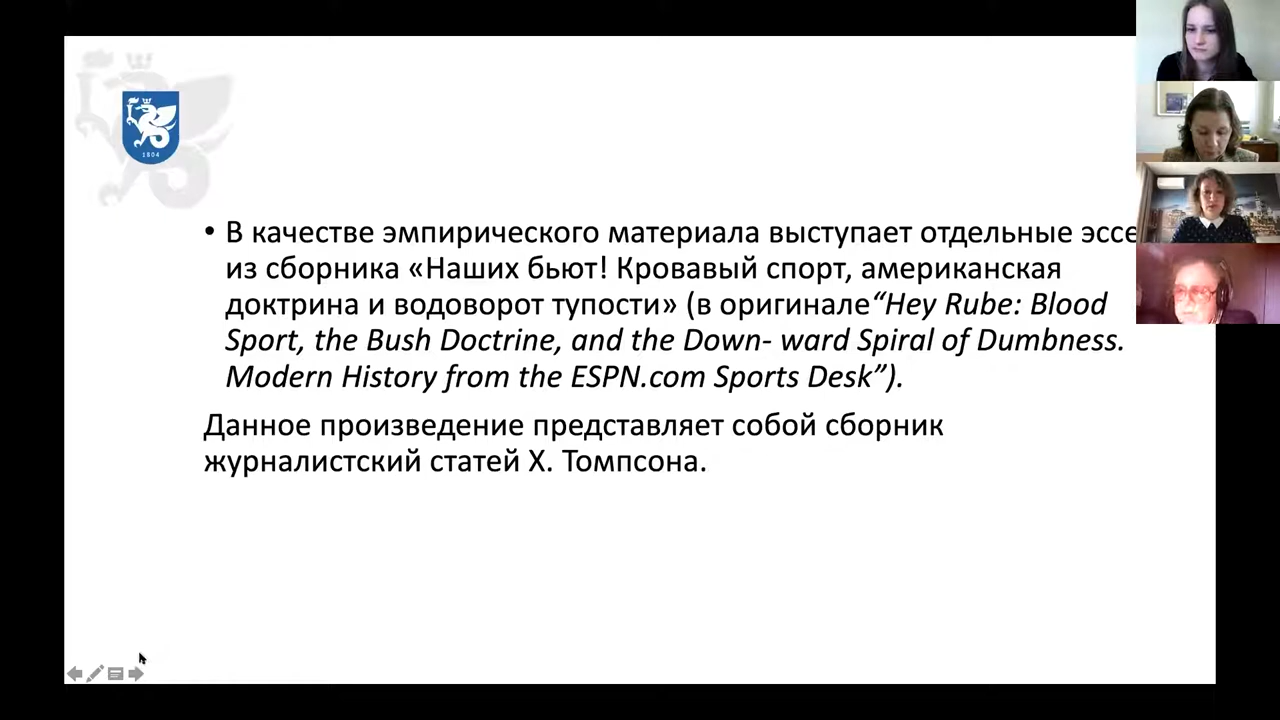 1804
• В качестве эмпирического материала выступает отдельные эссе
из сборника «Наших бьют! Кровавый спорт, американская
доктрина и водоворот тупости» (в оригинале“Hey Rube: Blood
Sport, the Bush Doctrine, and the Down- ward Spiral of Dumbness.
Modern History from the ESPN.com Sports Desk”).
Данное произведение представляет собой сборник
журналистский статей Х. Томпсона.